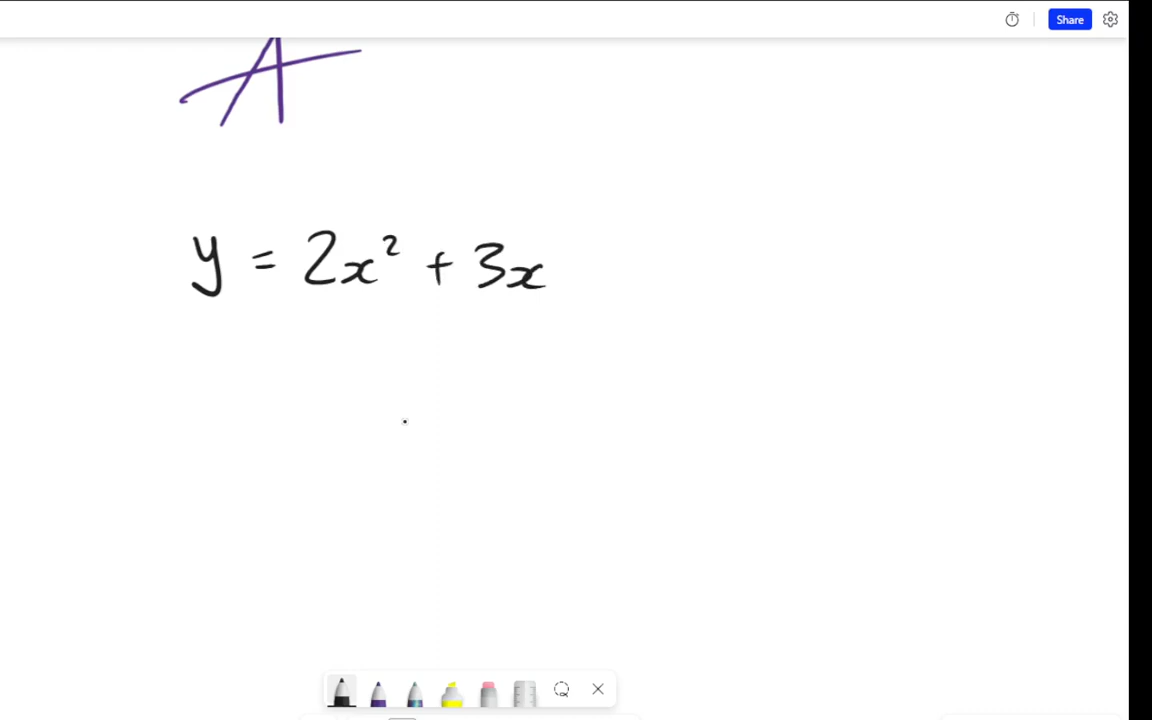 Share
A
y = 2x² + 3x